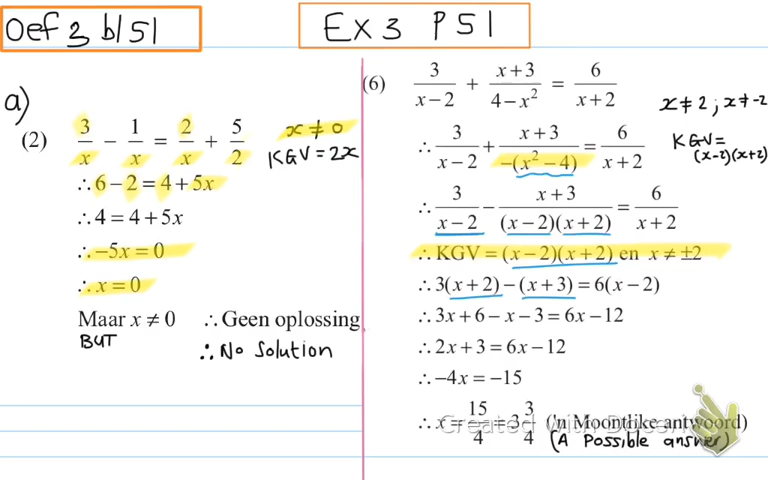 Oef 3 bl 51
Ex 3 P 51
a)
(2) 3/x − 1/x = 2/x + 5/2 x ≠ 0
KGV = 2x
∴ 6 − 2 = 4 + 5x
∴ 4 = 4 + 5x
∴ −5x = 0
∴ x = 0
Maar x ≠ 0 ∴ Geen oplossing
BUT ∴ No Solution
(6) 3/(x−2) + (x+3)/(4−x²) = 6/(x+2) x ≠ 2 ; x ≠ -2
∴ 3/(x−2) + (x+3)/(−(x²−4)) = 6/(x+2) KGV =
(x-2)(x+2)
∴ 3/(x−2) − (x+3)/((x−2)(x+2)) = 6/(x+2)
∴ KGV = (x−2)(x+2) en x ≠ ±2
∴ 3(x+2) − (x+3) = 6(x−2)
∴ 3x + 6 − x − 3 = 6x − 12
∴ 2x + 3 = 6x − 12
∴ −4x = −15
∴ x = 15/4 = 3 3/4 ('n Moontlike antwoord)
(A Possible answer)
Created with